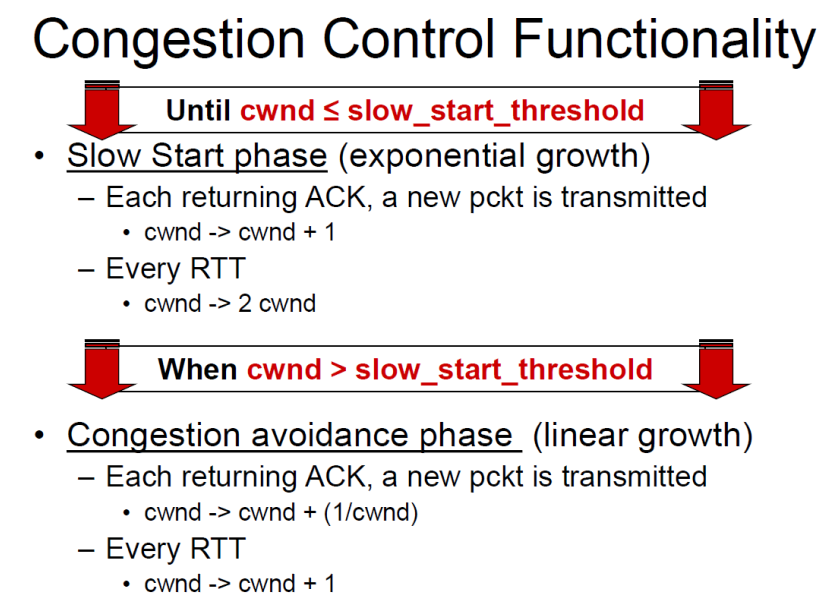 Congestion Control Functionality
Until cwnd ≤ slow_start_threshold
• Slow Start phase (exponential growth)
– Each returning ACK, a new pckt is transmitted
• cwnd -> cwnd + 1
– Every RTT
• cwnd -> 2 cwnd
When cwnd > slow_start_threshold
• Congestion avoidance phase (linear growth)
– Each returning ACK, a new pckt is transmitted
• cwnd -> cwnd + (1/cwnd)
– Every RTT
• cwnd -> cwnd + 1